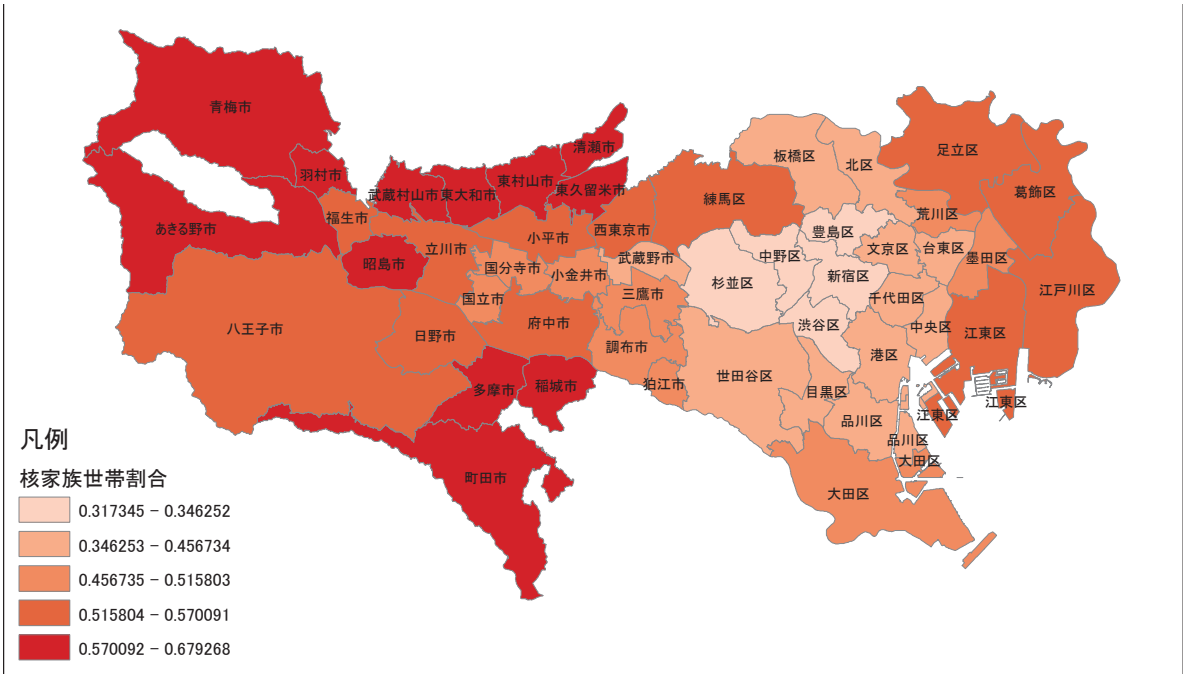 青梅市
清瀬市
板橋区
北区
足立区
羽村市
武蔵村山市
東大和市
東村山市
東久留米市
練馬区
葛飾区
あきる野市
福生市
小平市
西東京市
豊島区
荒川区
昭島市
立川市
国分寺市
小金井市
武蔵野市
中野区
文京区
台東区
墨田区
杉並区
新宿区
国立市
三鷹市
千代田区
江戸川区
八王子市
日野市
府中市
渋谷区
中央区
江東区
調布市
港区
狛江市
世田谷区
多摩市
稲城市
目黒区
江東区
江東区
品川区
品川区
大田区
町田市
大田区
凡例
核家族世帯割合
0.317345 - 0.346252
0.346253 - 0.456734
0.456735 - 0.515803
0.515804 - 0.570091
0.570092 - 0.679268